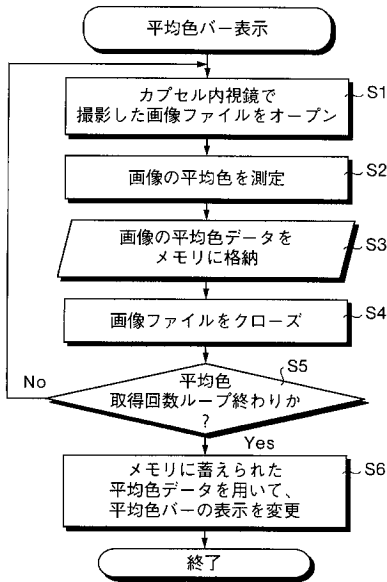 平均色バー表示
カプセル内視鏡で
撮影した画像ファイルをオープン
S1
画像の平均色を測定
S2
画像の平均色データを
メモリに格納
S3
画像ファイルをクローズ
S4
平均色
取得回数ループ終わりか
?
S5
No
Yes
メモリに蓄えられた
平均色データを用いて、
平均バーの表示を変更
S6
終了